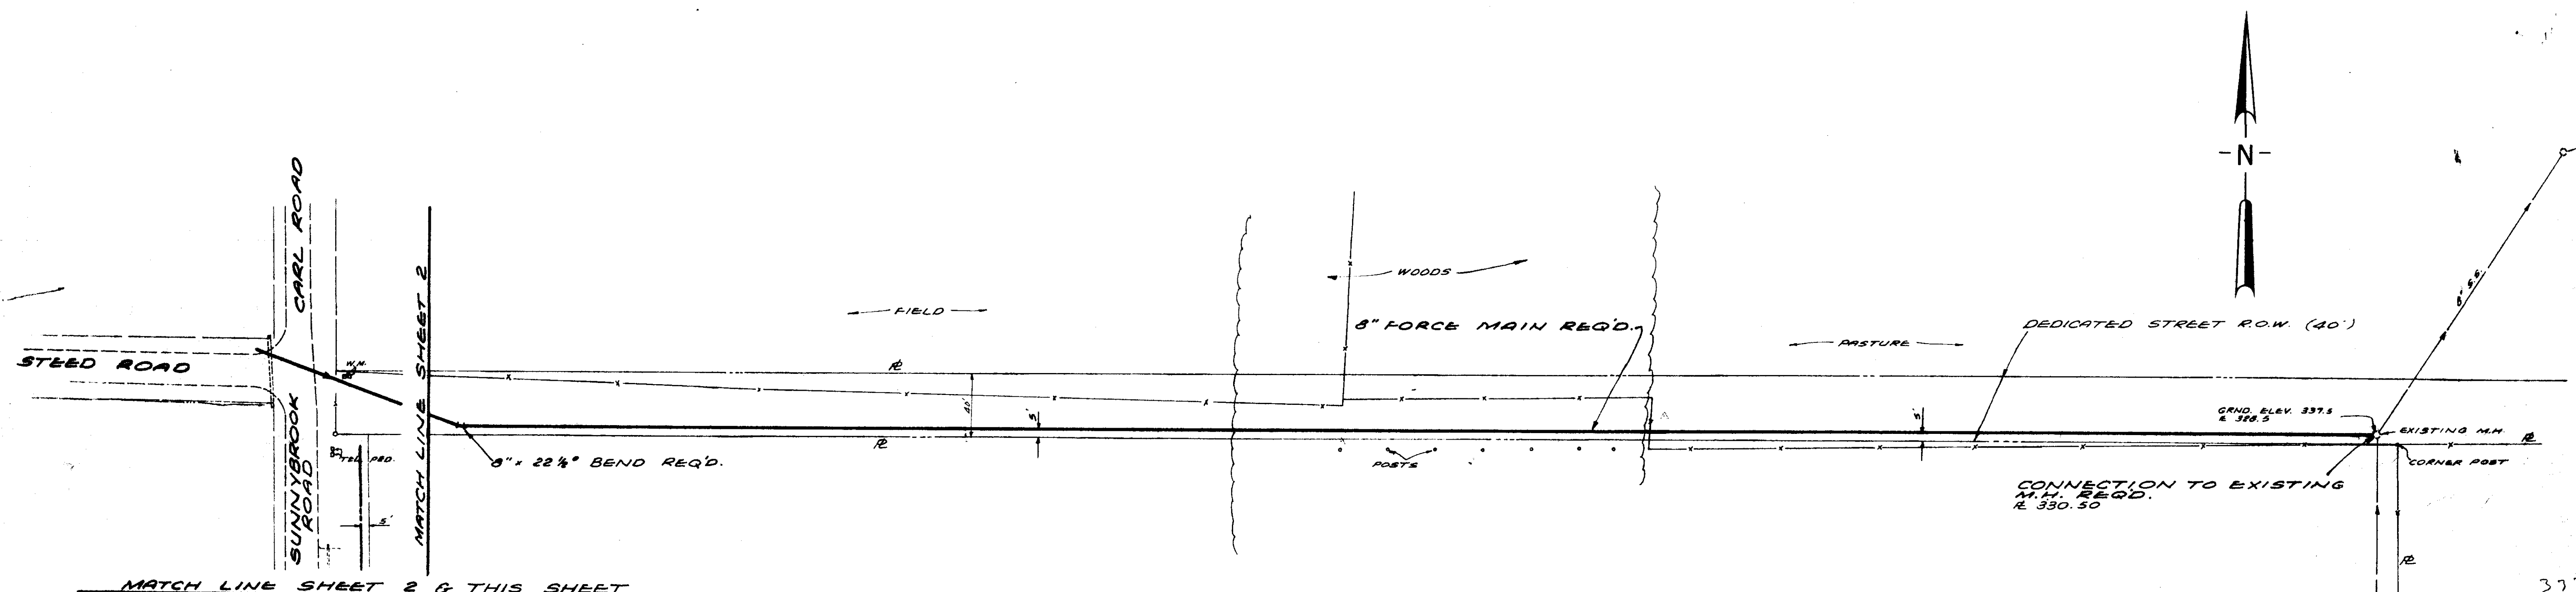 -N-
CARL ROAD
STEED ROAD
SUNNYBROOK
ROAD
W.M.
TEL. PED.
5'
MATCH LINE SHEET 2
FIELD
WOODS
PASTURE
8" FORCE MAIN REQ'D.
DEDICATED STREET R.O.W. (40')
8" S.S.
40'
5'
5'
8" x 22½° BEND REQ'D.
POSTS
GRND. ELEV. 337.5
EXISTING M.H.
CORNER POST
CONNECTION TO EXISTING
M.H. REQ'D.
330.50
MATCH LINE SHEET 2 & THIS SHEET